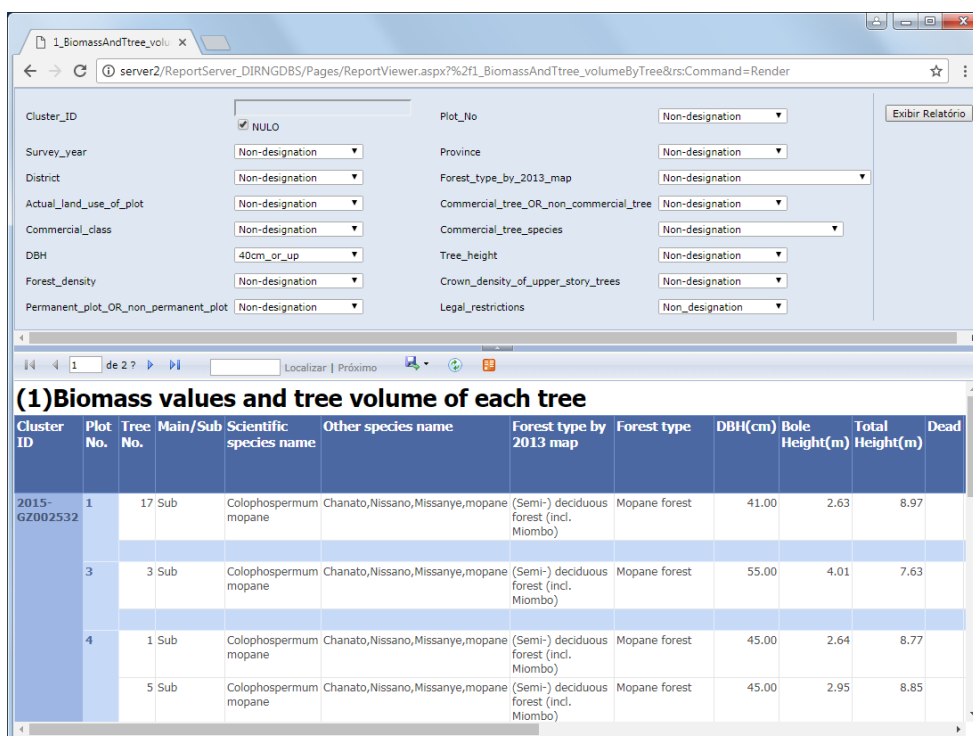 1_BiomassAndTtree_volu
server2/ReportServer_DIRNGDBS/Pages/ReportViewer.aspx?%2f1_BiomassAndTtree_volumeByTree&rs:Command=Render
Cluster_ID NULO Plot_No Non-designation Exibir Relatório
Survey_year Non-designation Province Non-designation
District Non-designation Forest_type_by_2013_map Non-designation
Actual_land_use_of_plot Non-designation Commercial_tree_OR_non_commercial_tree Non-designation
Commercial_class Non-designation Commercial_tree_species Non-designation
DBH 40cm_or_up Tree_height Non-designation
Forest_density Non-designation Crown_density_of_upper_story_trees Non-designation
Permanent_plot_OR_non_permanent_plot Non-designation Legal_restrictions Non_designation
1 de 2 ? Localizar | Próximo
(1)Biomass values and tree volume of each tree
Cluster Plot Tree Main/Sub Scientific Other species name Forest type by Forest type DBH(cm) Bole Total Dead
ID No. No. species name 2013 map Height(m) Height(m)
2015- 1 17 Sub Colophospermum Chanato,Nissano,Missanye,mopane (Semi-) deciduous Mopane forest 41.00 2.63 8.97
GZ002532 mopane forest (incl.
Miombo)
3 3 Sub Colophospermum Chanato,Nissano,Missanye,mopane (Semi-) deciduous Mopane forest 55.00 4.01 7.63
mopane forest (incl.
Miombo)
4 1 Sub Colophospermum Chanato,Nissano,Missanye,mopane (Semi-) deciduous Mopane forest 45.00 2.64 8.77
mopane forest (incl.
Miombo)
5 Sub Colophospermum Chanato,Nissano,Missanye,mopane (Semi-) deciduous Mopane forest 45.00 2.95 8.85
mopane forest (incl.
Miombo)